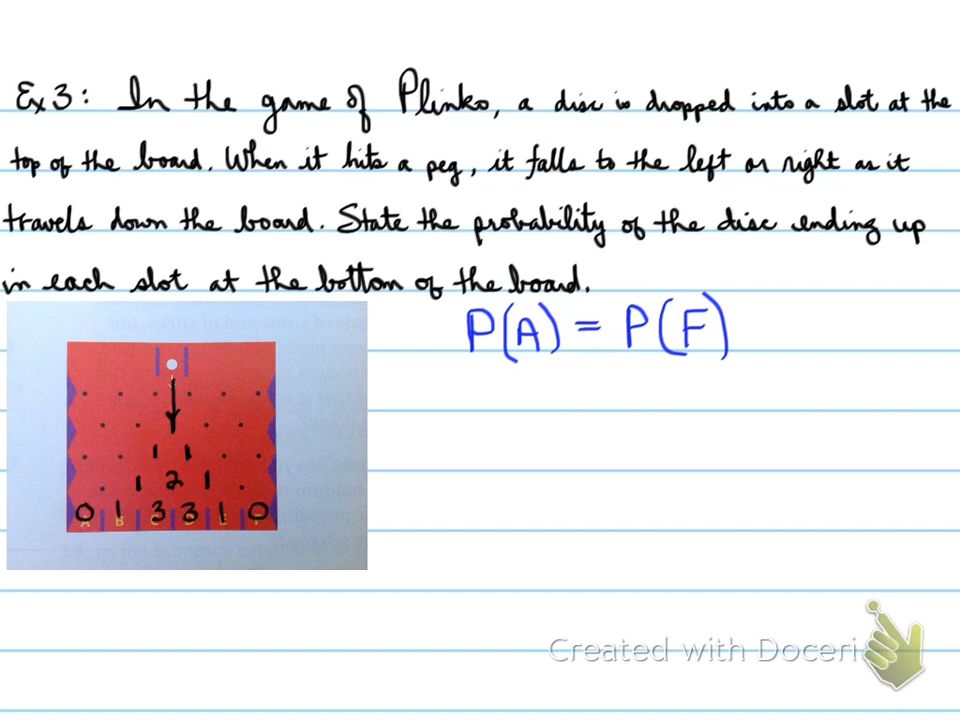 Ex 3: In the game of Plinko, a disc is dropped into a slot at the
top of the board. When it hits a peg, it falls to the left or right as it
travels down the board. State the probability of the disc ending up
in each slot at the bottom of the board.
P(A) = P(F)
1 1
1 2 1
0 1 3 3 1 0
Created with Doceri